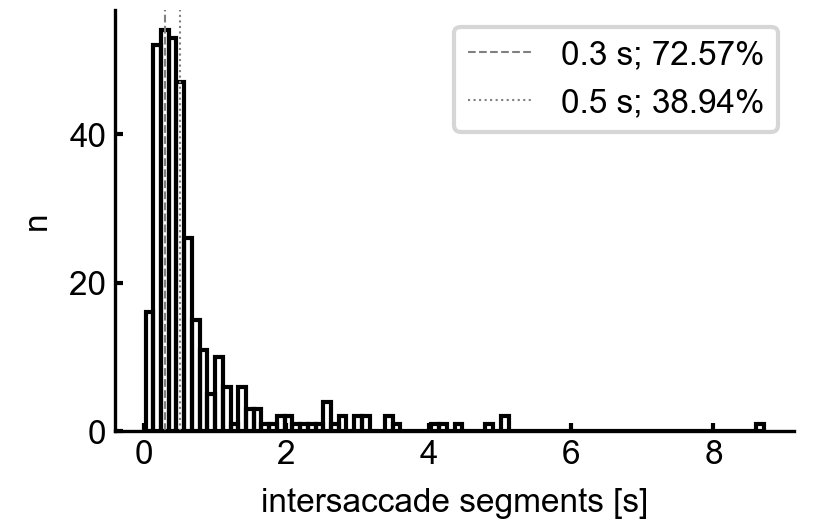 0.3 s; 72.57%
0.5 s; 38.94%
40
n
20
0
0 2 4 6 8
intersaccade segments [s]